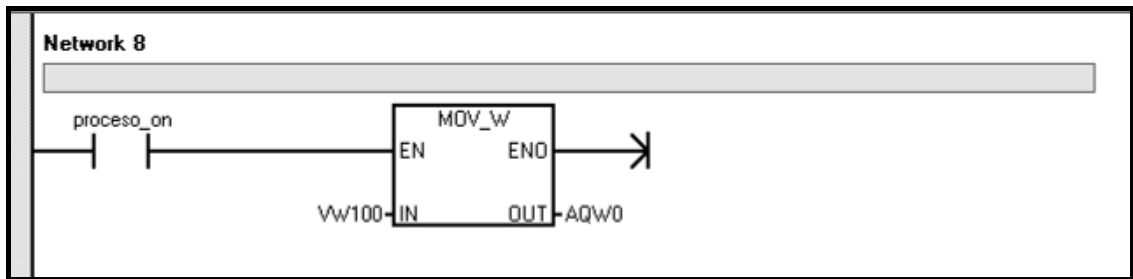 Network 8
proceso_on
MOV_W
EN ENO
VW100 IN OUT AQW0